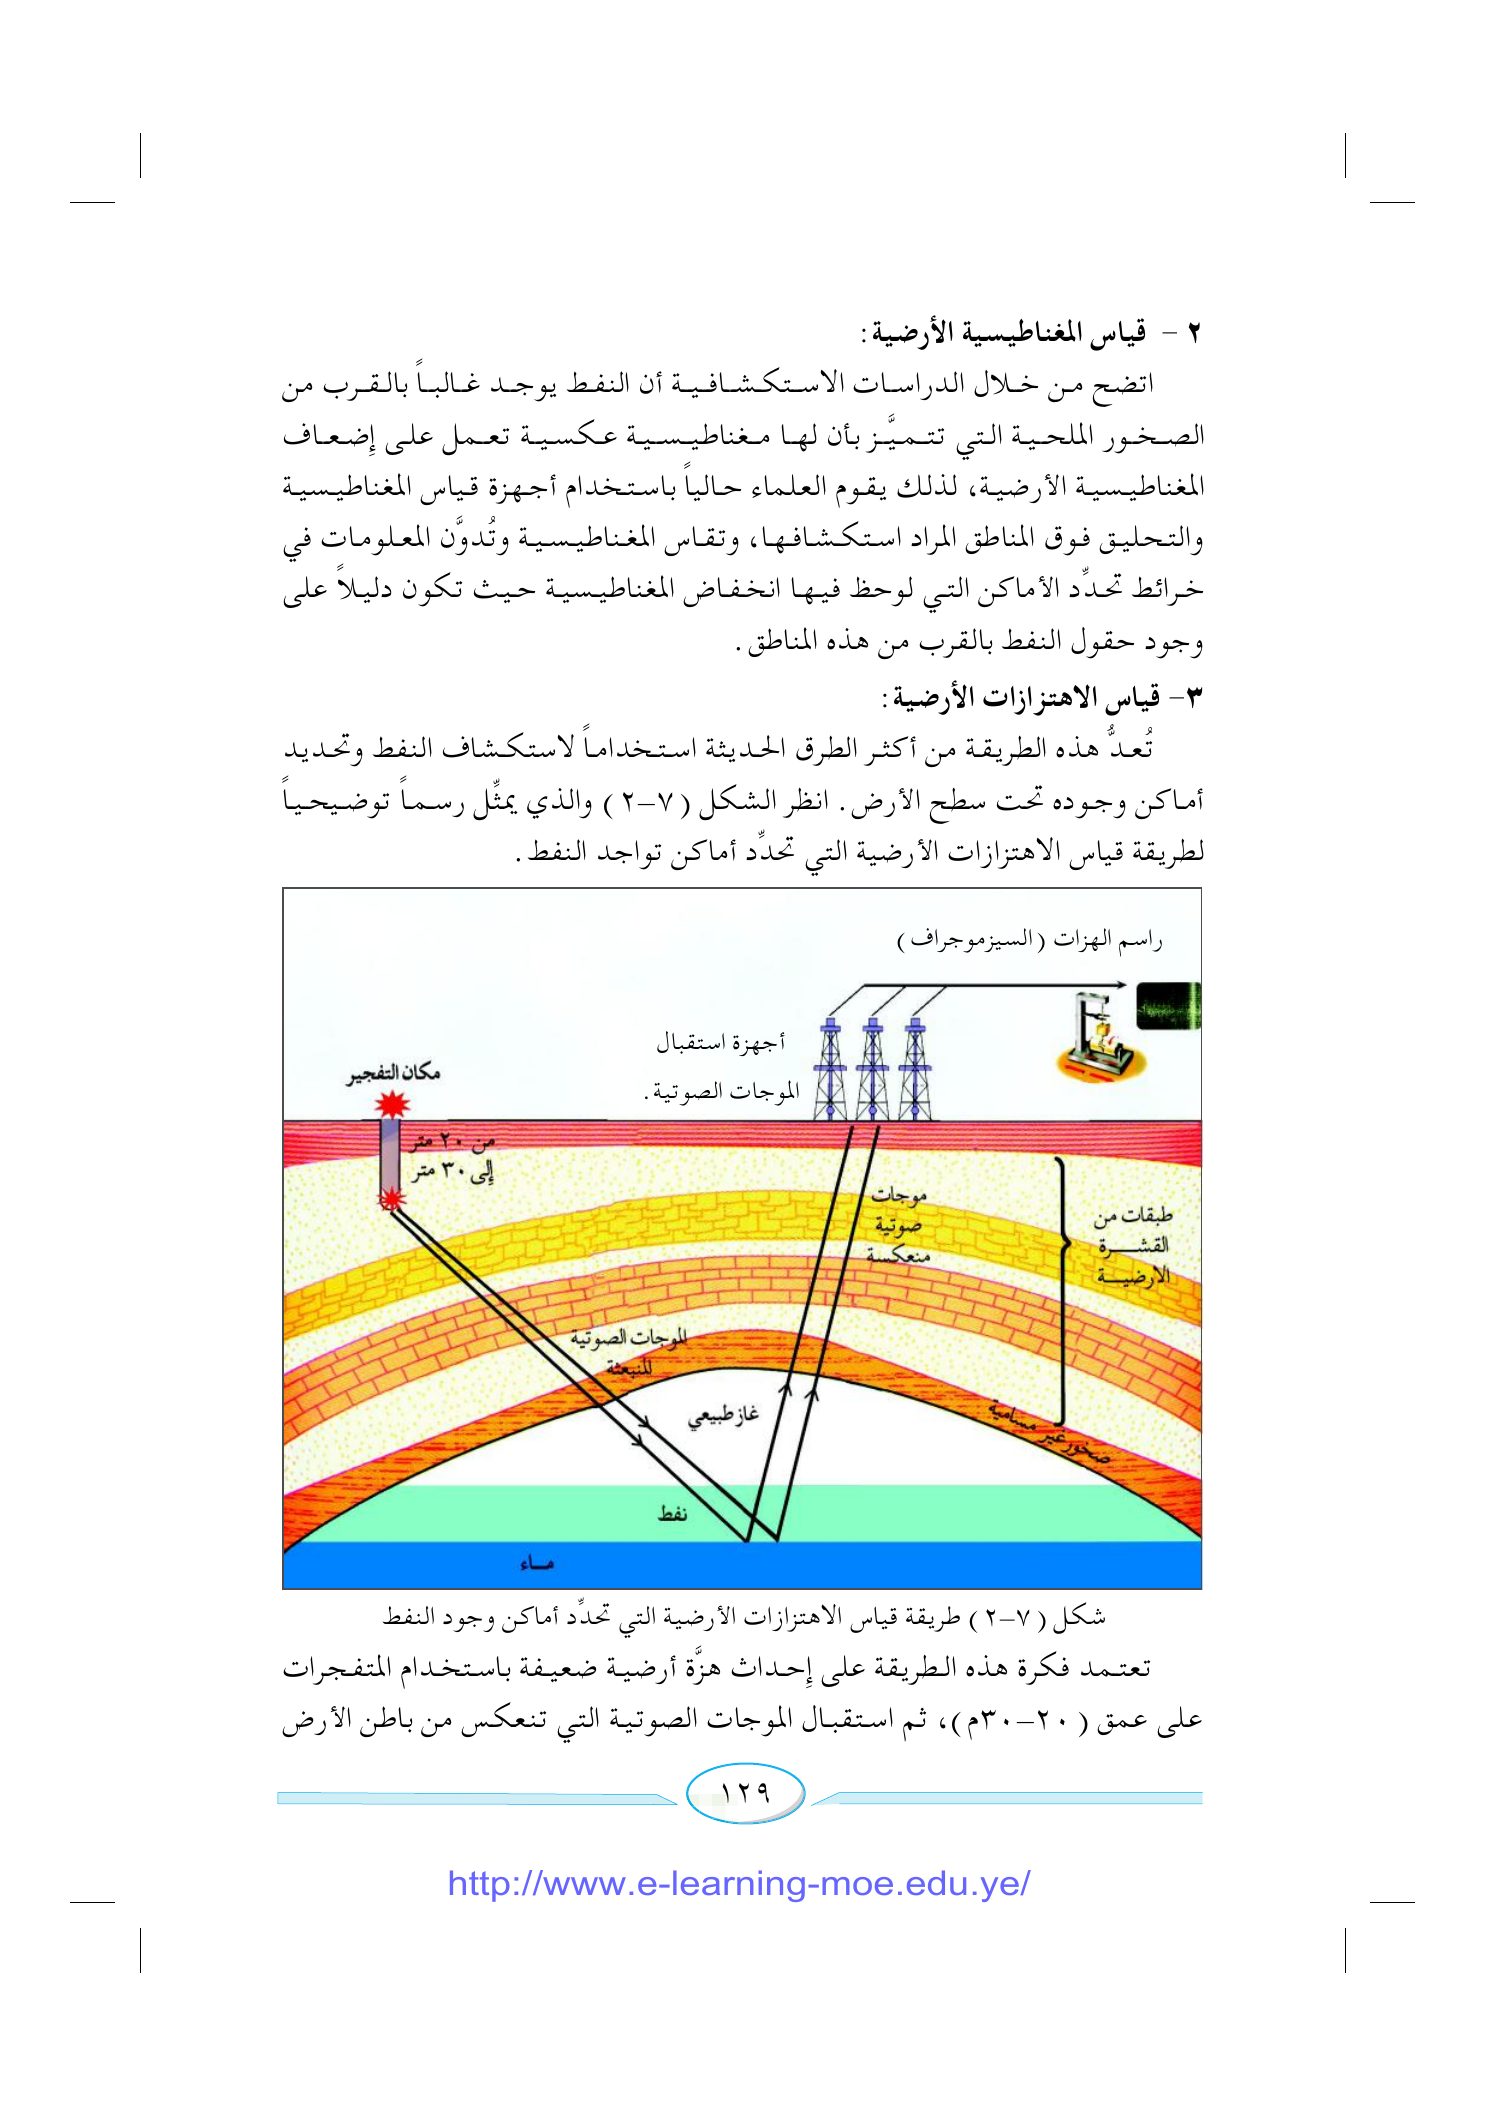 ٢ - قياس المغناطيسية الأرضية:
اتضح من خلال الدراسات الاستكشافية أن النفط يوجد غالباً بالقرب من
الصخور الملحية التي تتميَّز بأن لها مغناطيسية عكسية تعمل على إِضعاف
المغناطيسية الأرضية، لذلك يقوم العلماء حالياً باستخدام أجهزة قياس المغناطيسية
والتحليق فوق المناطق المراد استكشافها، وتقاس المغناطيسية وتُدوَّن المعلومات في
خرائط تحدِّد الأماكن التي لوحظ فيها انخفاض المغناطيسية حيث تكون دليلاً على
وجود حقول النفط بالقرب من هذه المناطق.
٣- قياس الاهتزازات الأرضية:
تُعدُّ هذه الطريقة من أكثر الطرق الحديثة استخداماً لاستكشاف النفط وتحديد
أماكن وجوده تحت سطح الأرض. انظر الشكل (٧-٢) والذي يمثِّل رسماً توضيحياً
لطريقة قياس الاهتزازات الأرضية التي تحدِّد أماكن تواجد النفط.
راسم الهزات (السيزموجراف)
أجهزة استقبال
الموجات الصوتية.
مكان التفجير
من ٢٠ متر
إلى ٣٠ متر
موجات
صوتية
منعكسة
طبقات من
القشرة
الارضية
الموجات الصوتية
المنبعثة
غاز طبيعي
صخور غير مسامية
نفط
ماء
شكل (٧-٢) طريقة قياس الاهتزازات الأرضية التي تحدِّد أماكن وجود النفط
تعتمد فكرة هذه الطريقة على إِحداث هزَّة أرضية ضعيفة باستخدام المتفجرات
على عمق (٢٠-٣٠م)، ثم استقبال الموجات الصوتية التي تنعكس من باطن الأرض
١٢٩
http://www.e-learning-moe.edu.ye/